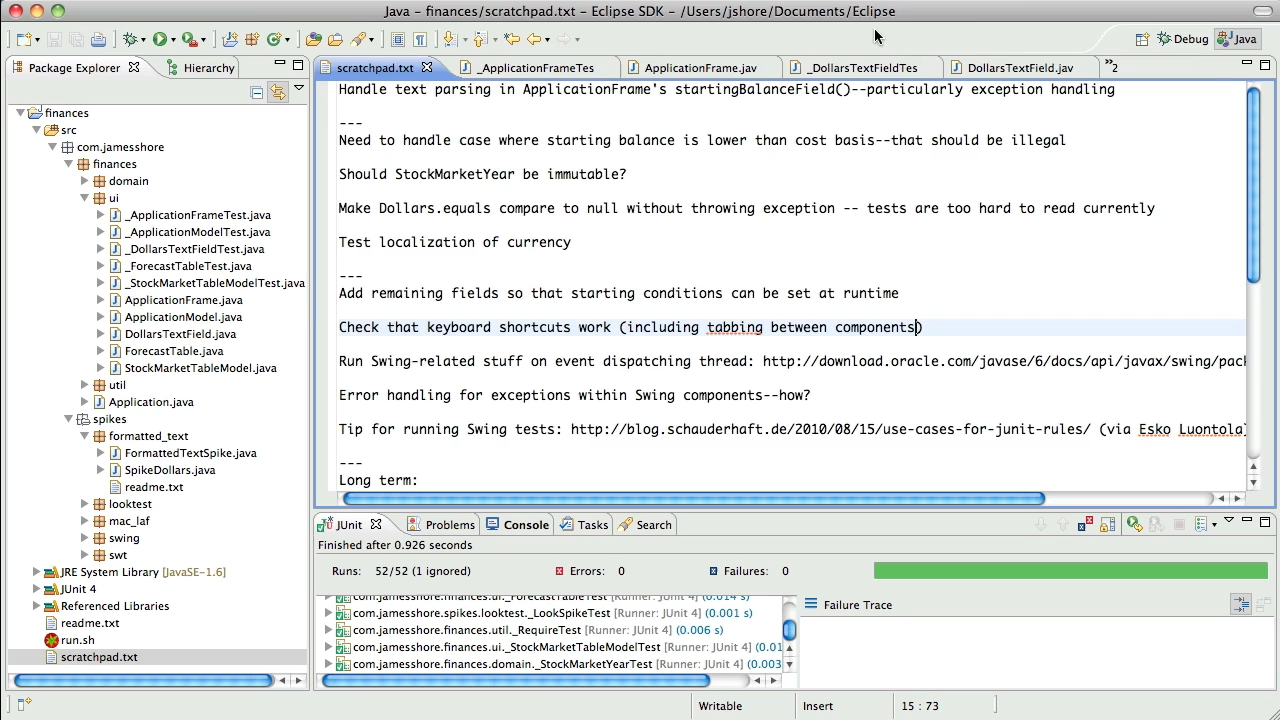 Java - finances/scratchpad.txt - Eclipse SDK - /Users/jshore/Documents/Eclipse
Debug
Java
Package Explorer
Hierarchy
finances
src
com.jamesshore
finances
domain
ui
_ApplicationFrameTest.java
_ApplicationModelTest.java
_DollarsTextFieldTest.java
_ForecastTableTest.java
_StockMarketTableModelTest.java
ApplicationFrame.java
ApplicationModel.java
DollarsTextField.java
ForecastTable.java
StockMarketTableModel.java
util
Application.java
spikes
formatted_text
FormattedTextSpike.java
SpikeDollars.java
readme.txt
looktest
mac_laf
swing
swt
JRE System Library [JavaSE-1.6]
JUnit 4
Referenced Libraries
readme.txt
run.sh
scratchpad.txt
scratchpad.txt
_ApplicationFrameTes
ApplicationFrame.jav
_DollarsTextFieldTes
DollarsTextField.jav
»2
Handle text parsing in ApplicationFrame's startingBalanceField()--particularly exception handling
---
Need to handle case where starting balance is lower than cost basis--that should be illegal
Should StockMarketYear be immutable?
Make Dollars.equals compare to null without throwing exception -- tests are too hard to read currently
Test localization of currency
---
Add remaining fields so that starting conditions can be set at runtime
Check that keyboard shortcuts work (including tabbing between components)
Run Swing-related stuff on event dispatching thread: http://download.oracle.com/javase/6/docs/api/javax/swing/pack
Error handling for exceptions within Swing components--how?
Tip for running Swing tests: http://blog.schauderhaft.de/2010/08/15/use-cases-for-junit-rules/ (via Esko Luontola)
---
Long term:
JUnit
Problems
Console
Tasks
Search
Finished after 0.926 seconds
Runs: 52/52 (1 ignored)
Errors: 0
Failures: 0
com.jamesshore.finances.ui._ForecastTableTest [Runner: JUnit 4] (0.014 s)
com.jamesshore.spikes.looktest._LookSpikeTest [Runner: JUnit 4] (0.001 s)
com.jamesshore.finances.util._RequireTest [Runner: JUnit 4] (0.006 s)
com.jamesshore.finances.ui._StockMarketTableModelTest [Runner: JUnit 4] (0.01
com.jamesshore.finances.domain._StockMarketYearTest [Runner: JUnit 4] (0.003
Failure Trace
Writable
Insert
15 : 73